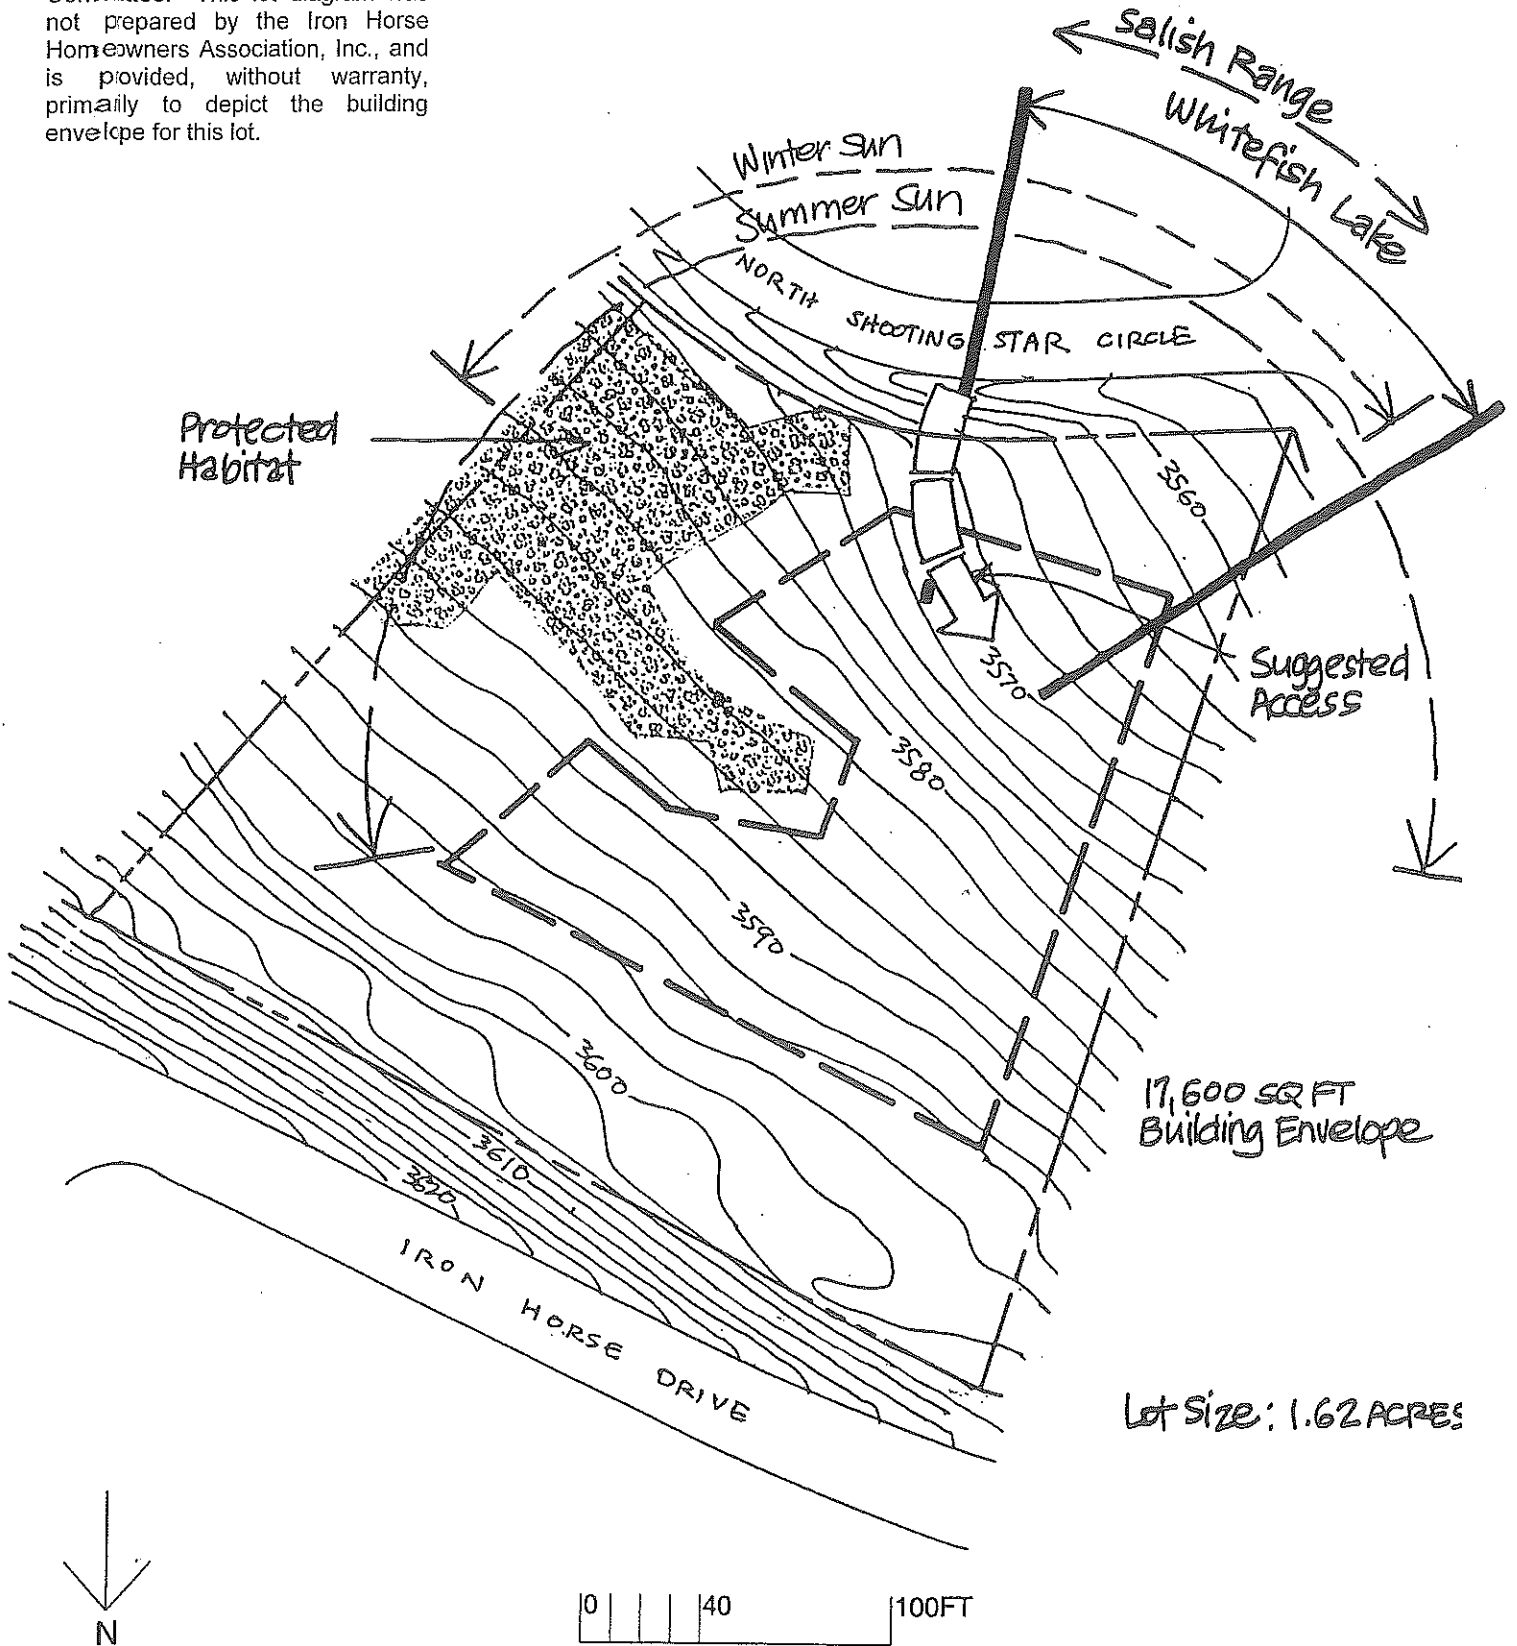 not prepared by the Iron Horse
Homeowners Association, Inc., and
is provided, without warranty,
primarily to depict the building
envelope for this lot.
Salish Range
Whitefish Lake
Winter Sun
Summer Sun
NORTH SHOOTING STAR CIRCLE
Protected
Habitat
3560
3570
Suggested
Access
3580
3590
3600
3610
3620
17,600 SQ FT
Building Envelope
IRON HORSE DRIVE
Lot Size: 1.62 ACRES
N
0 40 100FT